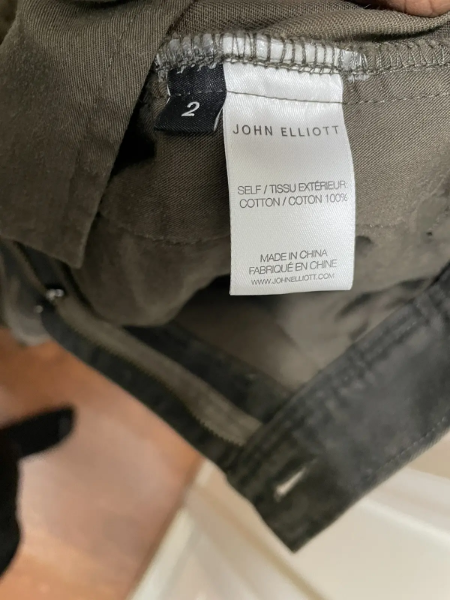 2
JOHN ELLIOTT
SELF / TISSU EXTÉRIEUR:
COTTON / COTON 100%
MADE IN CHINA
FABRIQUÉ EN CHINE
WWW.JOHNELLIOTT.COM